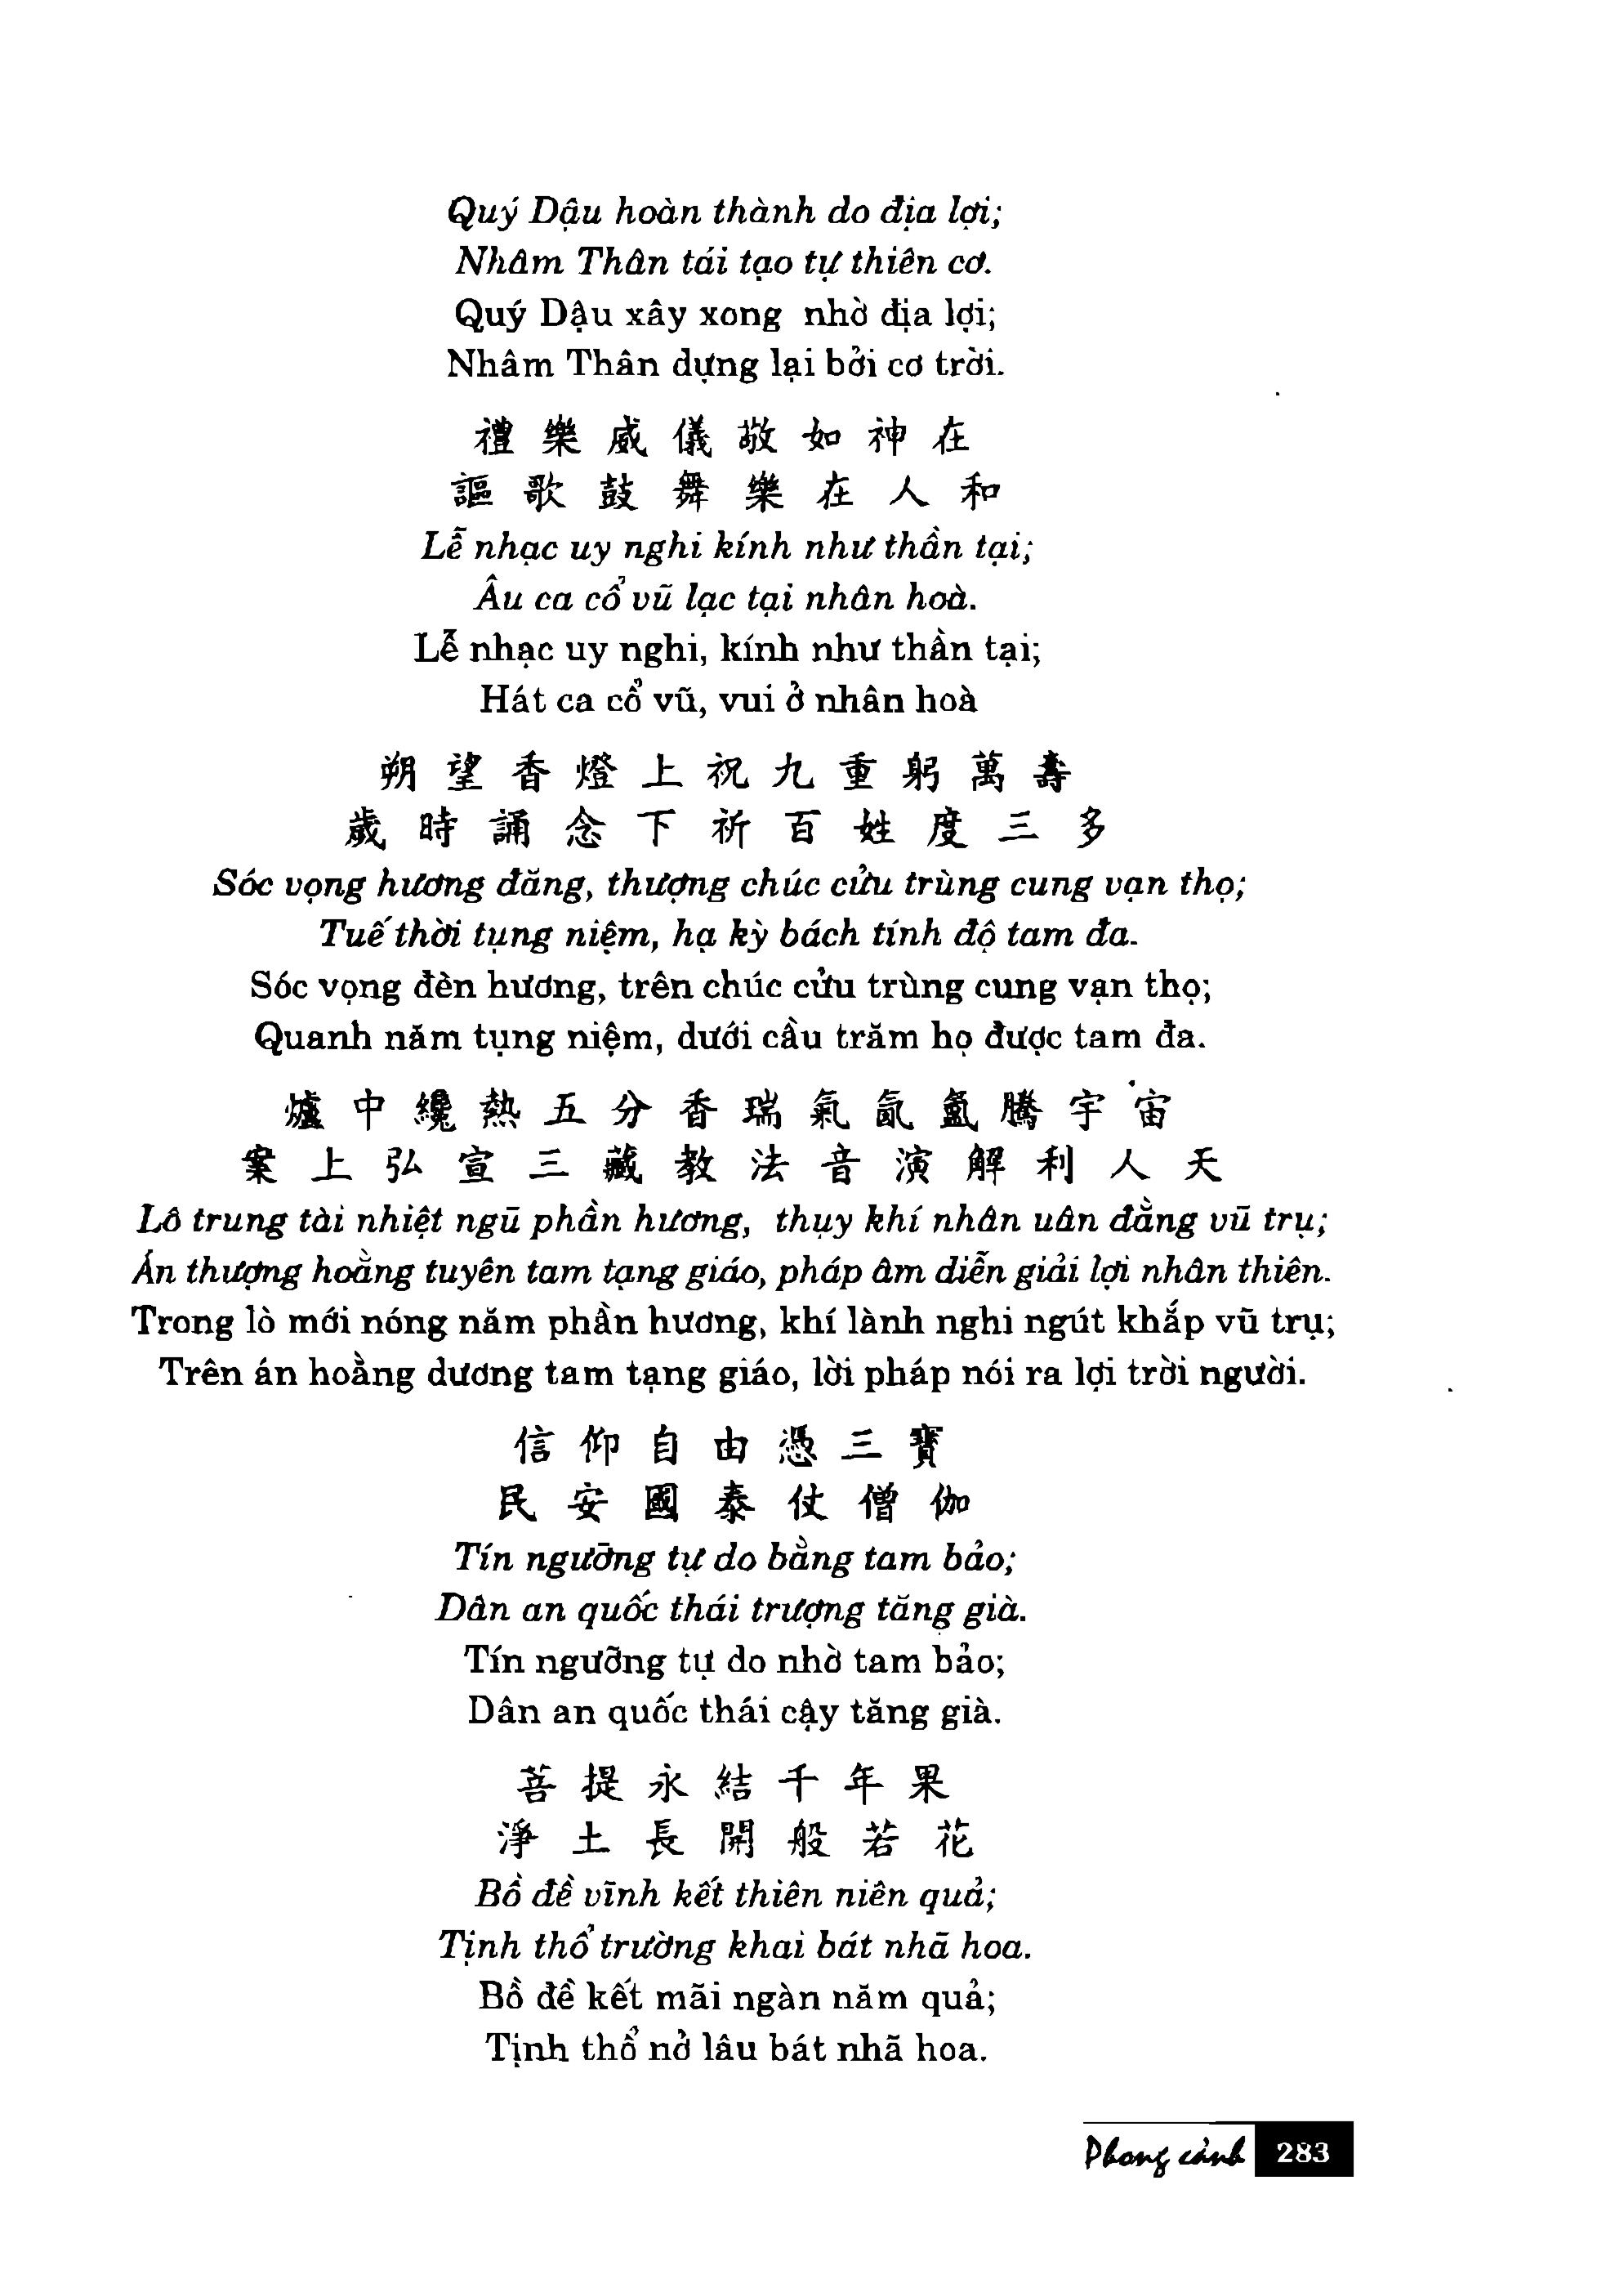 Quý Dậu hoàn thành do địa lợi;
Nhâm Thân tái tạo tự thiên cơ.
Quý Dậu xây xong nhờ địa lợi;
Nhâm Thân dựng lại bởi cơ trời.
禮樂威儀敬如神在
謳歌鼓舞樂在人和
Lễ nhạc uy nghi kính như thần tại;
Âu ca cổ vũ lạc tại nhân hoà.
Lễ nhạc uy nghi, kính như thần tại;
Hát ca cổ vũ, vui ở nhân hoà
朔望香燈上祝九重躬萬壽
歲時誦念下祈百姓度三多
Sóc vọng hương đăng, thượng chúc cửu trùng cung vạn thọ;
Tuế thời tụng niệm, hạ kỳ bách tính độ tam đa.
Sóc vọng đèn hương, trên chúc cửu trùng cung vạn thọ;
Quanh năm tụng niệm, dưới cầu trăm họ được tam đa.
爐中纔熱五分香瑞氣氤氳騰宇宙
案上弘宣三藏教法音演解利人天
Lô trung tài nhiệt ngũ phần hương, thụy khí nhân uân đằng vũ trụ;
Án thượng hoằng tuyên tam tạng giáo, pháp âm diễn giải lợi nhân thiên.
Trong lò mới nóng năm phần hương, khí lành nghi ngút khắp vũ trụ;
Trên án hoằng dương tam tạng giáo, lời pháp nói ra lợi trời người.
信仰自由憑三寶
民安國泰仗僧伽
Tín ngưỡng tự do bằng tam bảo;
Dân an quốc thái trượng tăng già.
Tín ngưỡng tự do nhờ tam bảo;
Dân an quốc thái cậy tăng già.
菩提永結千年果
淨土長開般若花
Bồ đề vĩnh kết thiên niên quả;
Tịnh thổ trường khai bát nhã hoa.
Bồ đề kết mãi ngàn năm quả;
Tịnh thổ nở lâu bát nhã hoa.
Phong cảnh 283